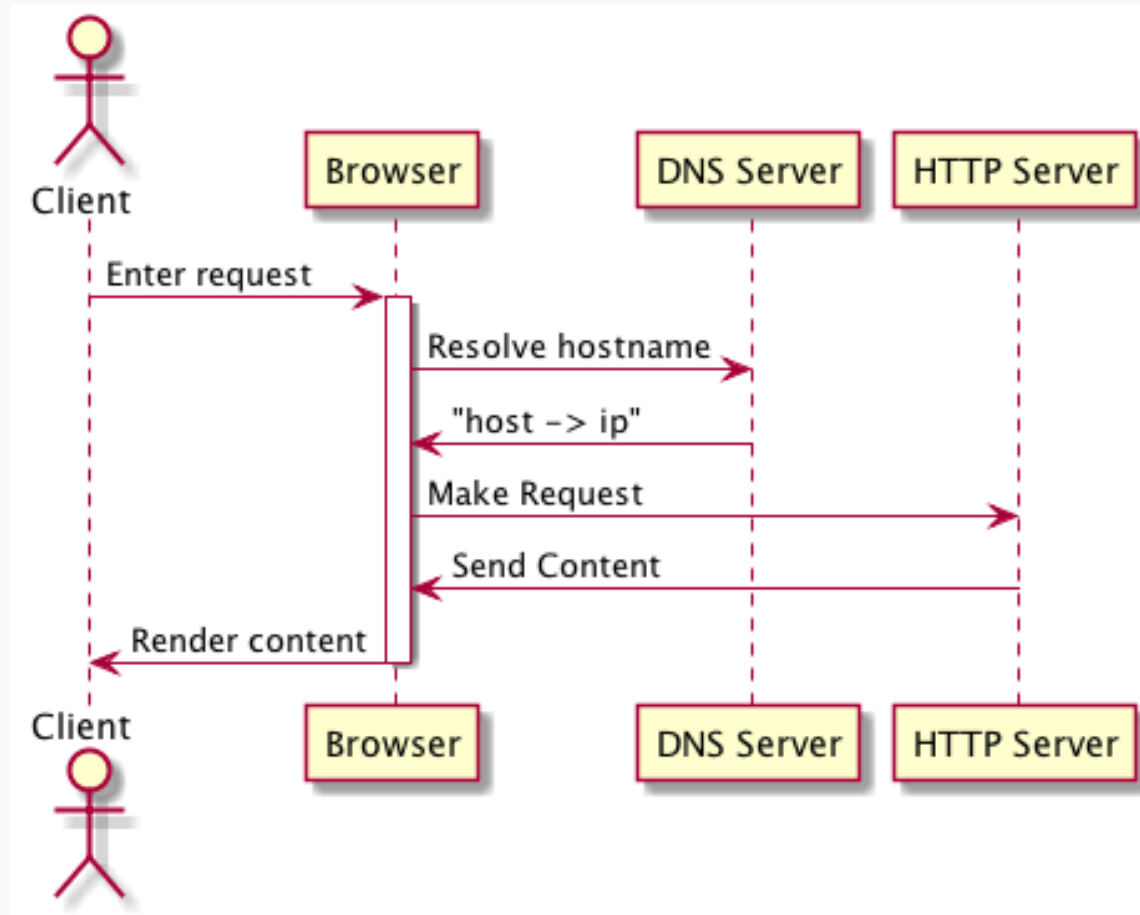 Client
Browser
DNS Server
HTTP Server
Enter request
Resolve hostname
"host -> ip"
Make Request
Send Content
Render content
Client
Browser
DNS Server
HTTP Server